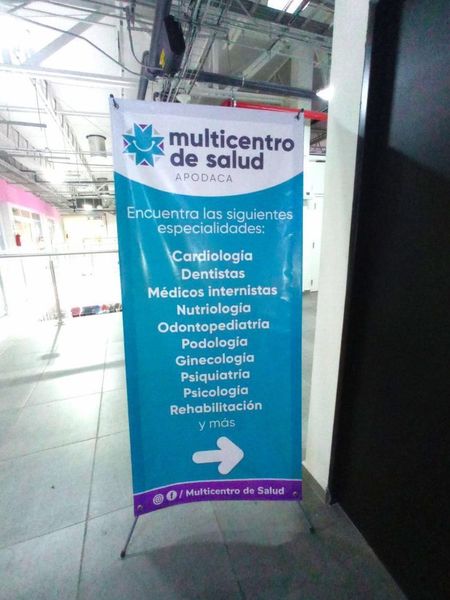 multicentro
de salud
APODACA
Encuentra las siguientes
especialidades:
Cardiología
Dentistas
Médicos internistas
Nutriología
Odontopediatría
Podología
Ginecología
Psiquiatría
Psicología
Rehabilitación
y más
/ Multicentro de Salud